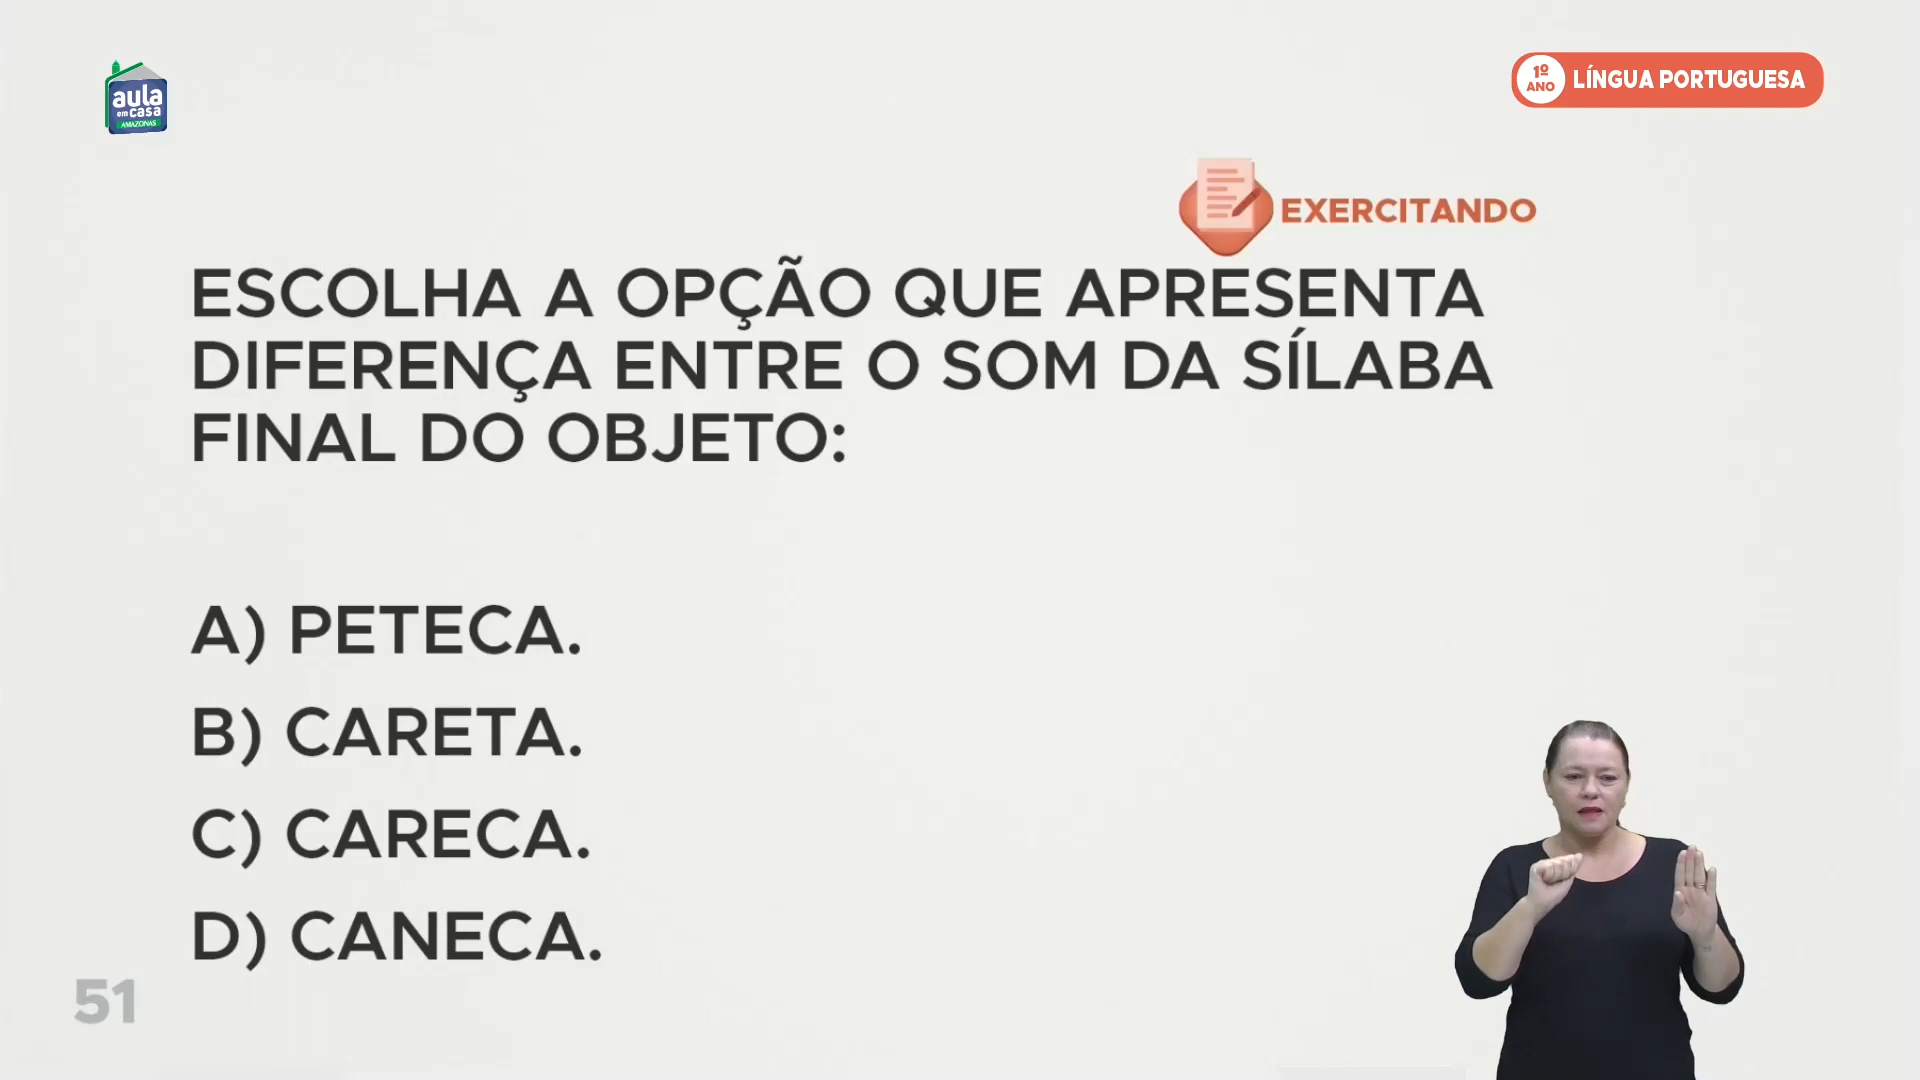 aula
em casa
AMAZONAS
1º
ANO
LÍNGUA PORTUGUESA
EXERCITANDO
ESCOLHA A OPÇÃO QUE APRESENTA
DIFERENÇA ENTRE O SOM DA SÍLABA
FINAL DO OBJETO:
A) PETECA.
B) CARETA.
C) CARECA.
D) CANECA.
51